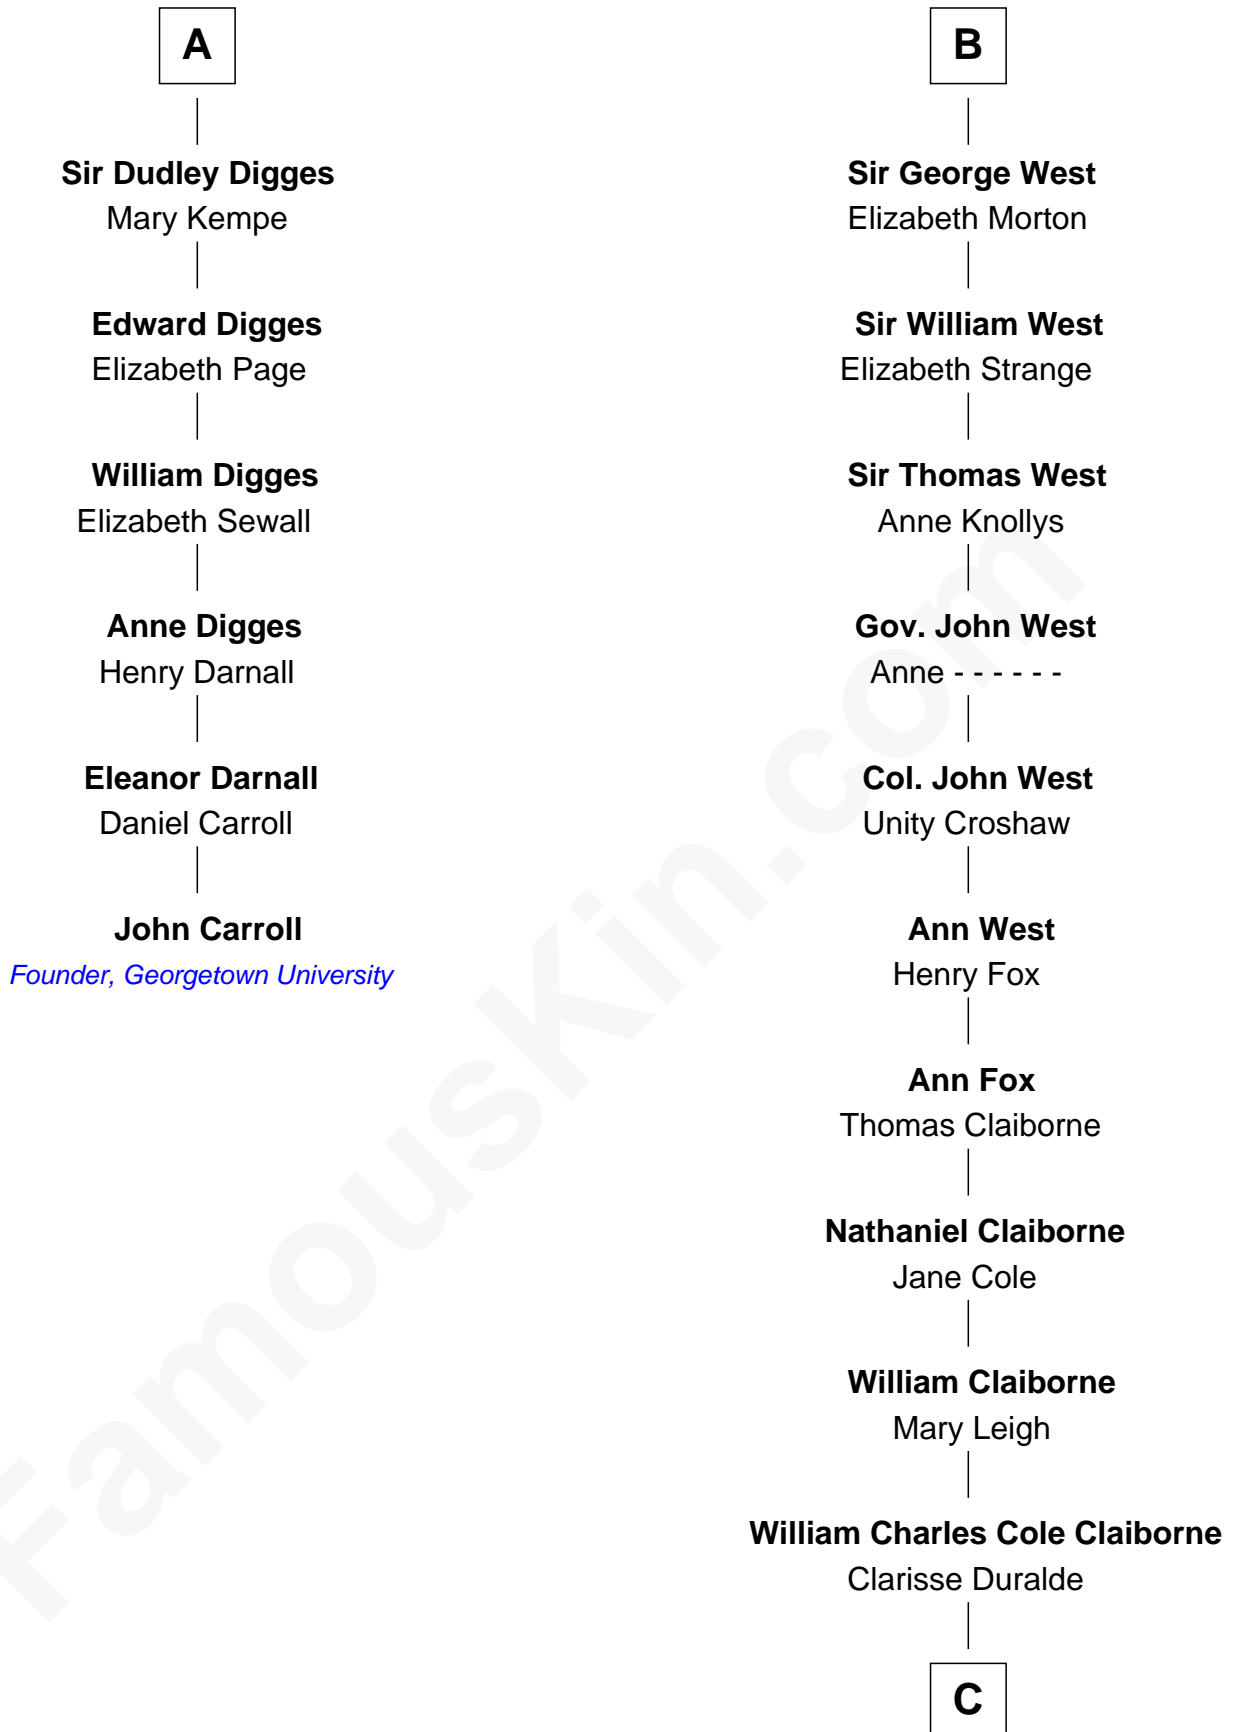 A
Sir Dudley Digges
Mary Kempe
Edward Digges
Elizabeth Page
William Digges
Elizabeth Sewall
Anne Digges
Henry Darnall
Eleanor Darnall
Daniel Carroll
John Carroll
Founder, Georgetown University
B
Sir George West
Elizabeth Morton
Sir William West
Elizabeth Strange
Sir Thomas West
Anne Knollys
Gov. John West
Anne - - - - - -
Col. John West
Unity Croshaw
Ann West
Henry Fox
Ann Fox
Thomas Claiborne
Nathaniel Claiborne
Jane Cole
William Claiborne
Mary Leigh
William Charles Cole Claiborne
Clarisse Duralde
C
FamousKin.com